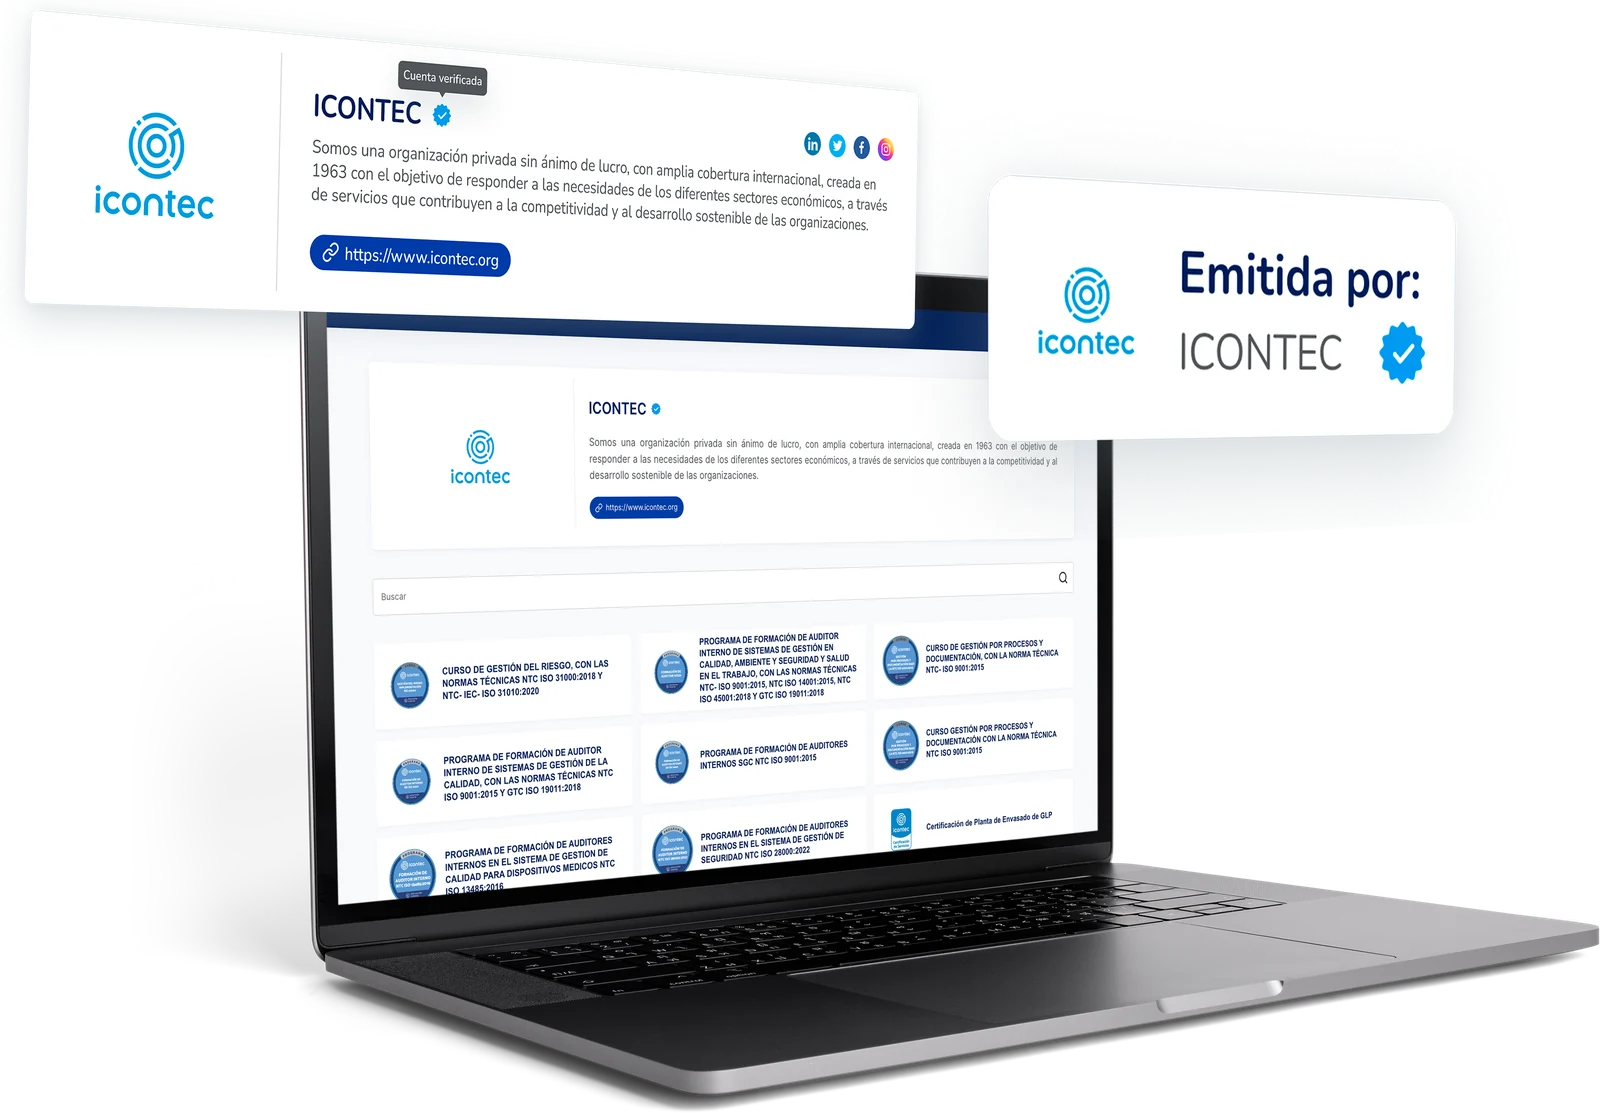 Cuenta verificada
ICONTEC
Somos una organización privada sin ánimo de lucro, con amplia cobertura internacional, creada en
1963 con el objetivo de responder a las necesidades de los diferentes sectores económicos, a través
de servicios que contribuyen a la competitividad y al desarrollo sostenible de las organizaciones.
https://www.icontec.org
icontec
Emitida por:
ICONTEC
icontec
ICONTEC
Somos una organización privada sin ánimo de lucro, con amplia cobertura internacional, creada en 1963 con el objetivo de
responder a las necesidades de los diferentes sectores económicos, a través de servicios que contribuyen a la competitividad y al
desarrollo sostenible de las organizaciones.
https://www.icontec.org
icontec
Buscar
CURSO DE GESTIÓN DEL RIESGO, CON LAS
NORMAS TÉCNICAS NTC ISO 31000:2018 Y
NTC- IEC- ISO 31010:2020
PROGRAMA DE FORMACIÓN DE AUDITOR
INTERNO DE SISTEMAS DE GESTIÓN EN
CALIDAD, AMBIENTE Y SEGURIDAD Y SALUD
EN EL TRABAJO, CON LAS NORMAS TÉCNICAS
NTC- ISO 9001:2015, NTC ISO 14001:2015, NTC
ISO 45001:2018 Y GTC ISO 19011:2018
CURSO DE GESTIÓN POR PROCESOS Y
DOCUMENTACIÓN, CON LA NORMA TÉCNICA
NTC- ISO 9001:2015
PROGRAMA DE FORMACIÓN DE AUDITOR
INTERNO DE SISTEMAS DE GESTIÓN DE LA
CALIDAD, CON LAS NORMAS TÉCNICAS NTC
ISO 9001:2015 Y GTC ISO 19011:2018
PROGRAMA DE FORMACIÓN DE AUDITORES
INTERNOS SGC NTC ISO 9001:2015
CURSO GESTIÓN POR PROCESOS Y
DOCUMENTACIÓN CON LA NORMA TÉCNICA
NTC ISO 9001:2015
PROGRAMA DE FORMACIÓN DE AUDITORES
INTERNOS EN EL SISTEMA DE GESTION DE
CALIDAD PARA DISPOSITIVOS MEDICOS NTC
ISO 13485:2016
PROGRAMA DE FORMACIÓN DE AUDITORES
INTERNOS EN EL SISTEMA DE GESTIÓN DE
SEGURIDAD NTC ISO 28000:2022
icontec
Certificación de Planta de Envasado de GLP